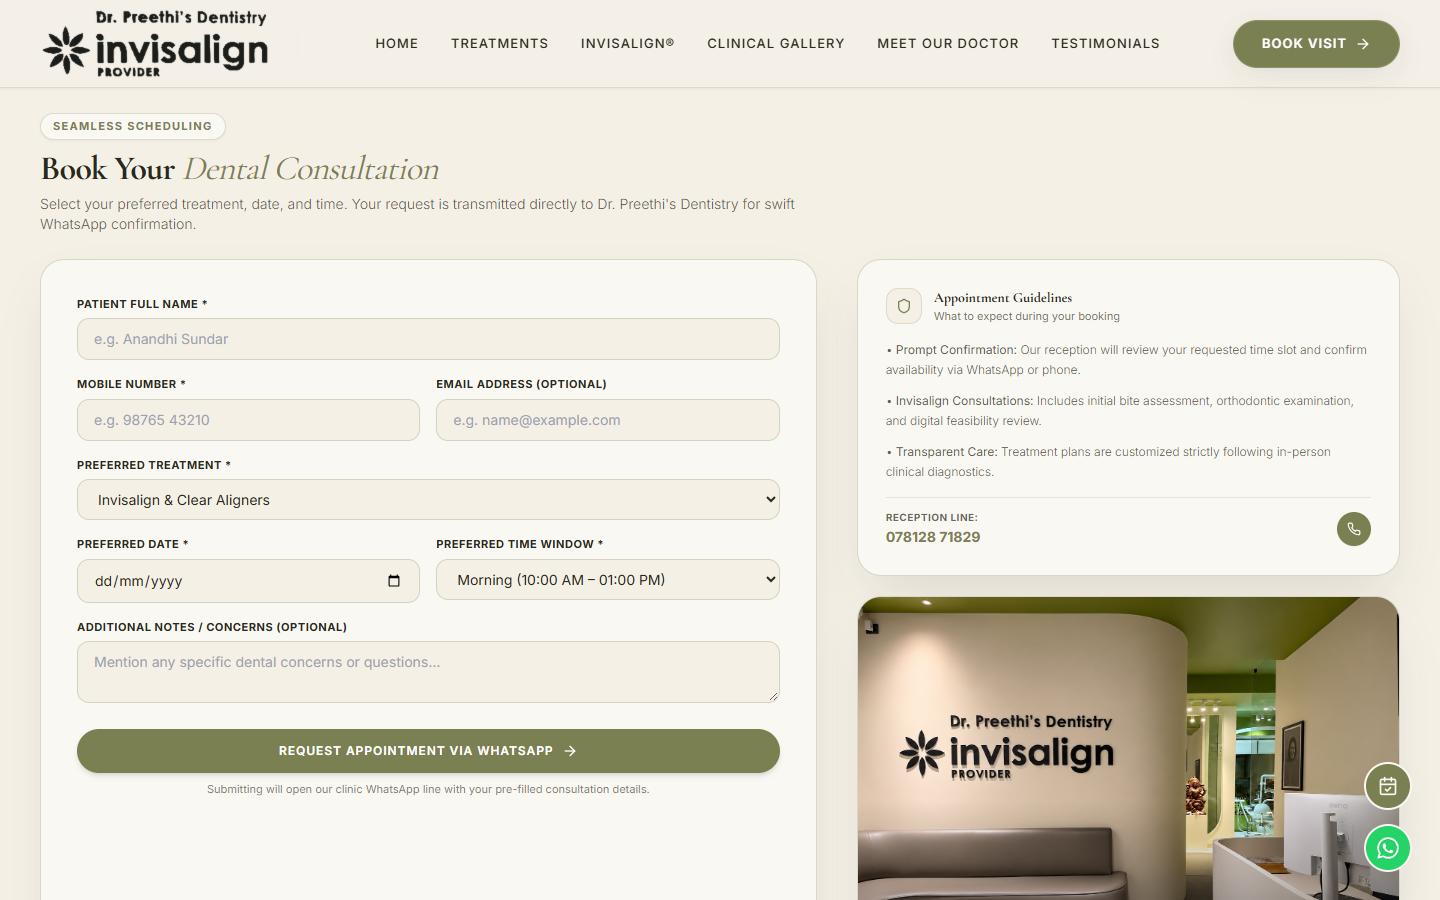 Dr. Preethi's Dentistry
invisalign
PROVIDER
HOME
TREATMENTS
INVISALIGN®
CLINICAL GALLERY
MEET OUR DOCTOR
TESTIMONIALS
BOOK VISIT
SEAMLESS SCHEDULING
Book Your Dental Consultation
Select your preferred treatment, date, and time. Your request is transmitted directly to Dr. Preethi's Dentistry for swift
WhatsApp confirmation.
PATIENT FULL NAME *
e.g. Anandhi Sundar
MOBILE NUMBER *
e.g. 98765 43210
EMAIL ADDRESS (OPTIONAL)
e.g. name@example.com
PREFERRED TREATMENT *
Invisalign & Clear Aligners
PREFERRED DATE *
dd/mm/yyyy
PREFERRED TIME WINDOW *
Morning (10:00 AM – 01:00 PM)
ADDITIONAL NOTES / CONCERNS (OPTIONAL)
Mention any specific dental concerns or questions...
REQUEST APPOINTMENT VIA WHATSAPP
Submitting will open our clinic WhatsApp line with your pre-filled consultation details.
Appointment Guidelines
What to expect during your booking
• Prompt Confirmation: Our reception will review your requested time slot and confirm
availability via WhatsApp or phone.
• Invisalign Consultations: Includes initial bite assessment, orthodontic examination,
and digital feasibility review.
• Transparent Care: Treatment plans are customized strictly following in-person
clinical diagnostics.
RECEPTION LINE:
078128 71829
Dr. Preethi's Dentistry
invisalign
PROVIDER